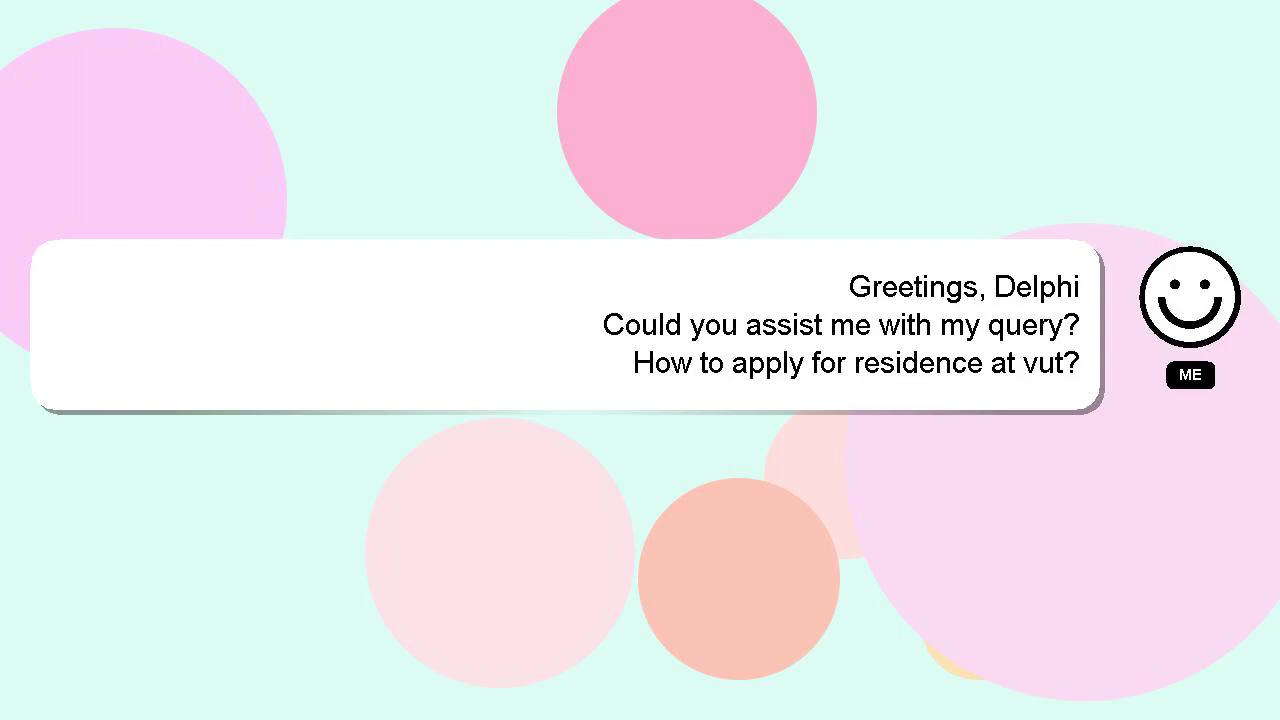 Greetings, Delphi
Could you assist me with my query?
How to apply for residence at vut?
ME